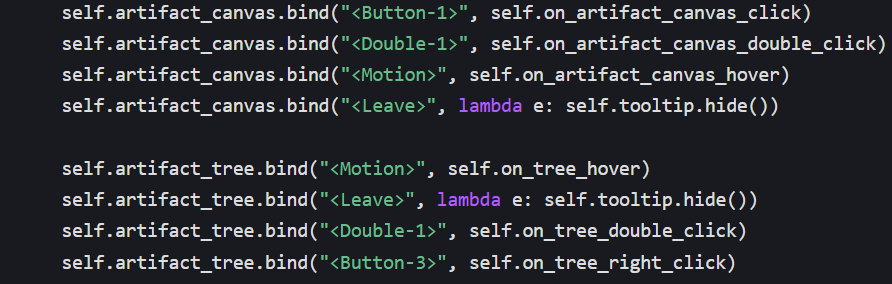 self.artifact_canvas.bind("<Button-1>", self.on_artifact_canvas_click)
self.artifact_canvas.bind("<Double-1>", self.on_artifact_canvas_double_click)
self.artifact_canvas.bind("<Motion>", self.on_artifact_canvas_hover)
self.artifact_canvas.bind("<Leave>", lambda e: self.tooltip.hide())
self.artifact_tree.bind("<Motion>", self.on_tree_hover)
self.artifact_tree.bind("<Leave>", lambda e: self.tooltip.hide())
self.artifact_tree.bind("<Double-1>", self.on_tree_double_click)
self.artifact_tree.bind("<Button-3>", self.on_tree_right_click)